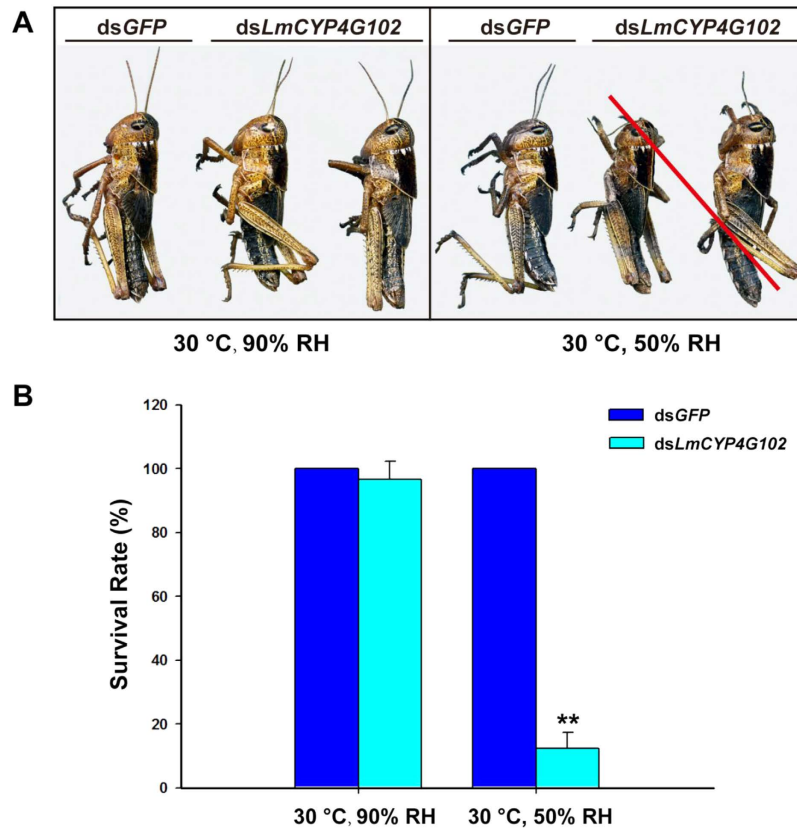 A
dsGFP dsLmCYP4G102 dsGFP dsLmCYP4G102
30 °C, 90% RH 30 °C, 50% RH
B
120
100
80
60
40
20
0
Survival Rate (%)
dsGFP
dsLmCYP4G102
**
30 °C, 90% RH 30 °C, 50% RH